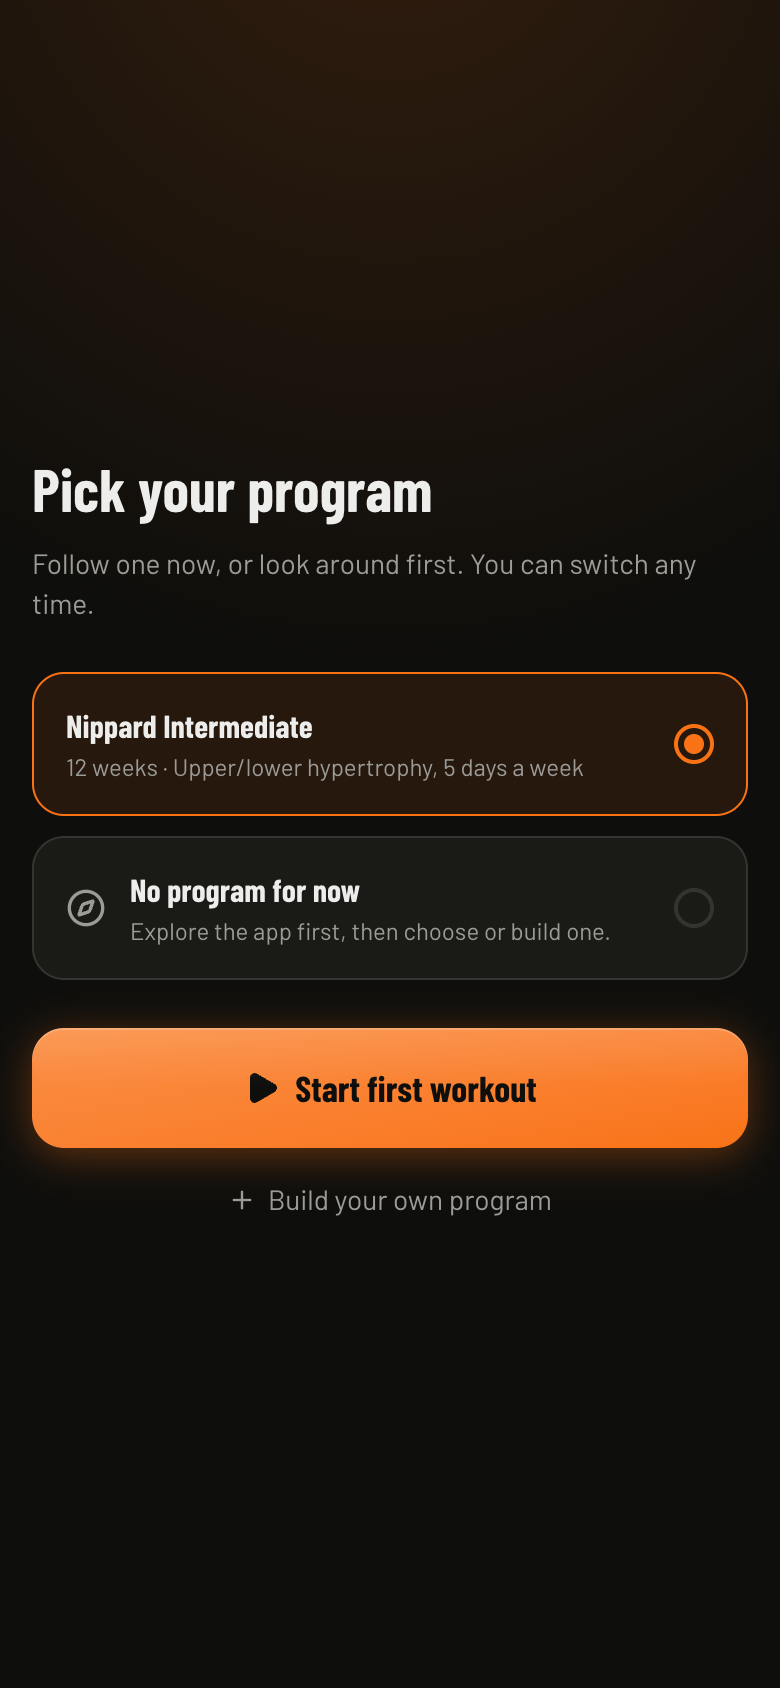 Pick your program
Follow one now, or look around first. You can switch any
time.
Nippard Intermediate
12 weeks · Upper/lower hypertrophy, 5 days a week
No program for now
Explore the app first, then choose or build one.
Start first workout
Build your own program